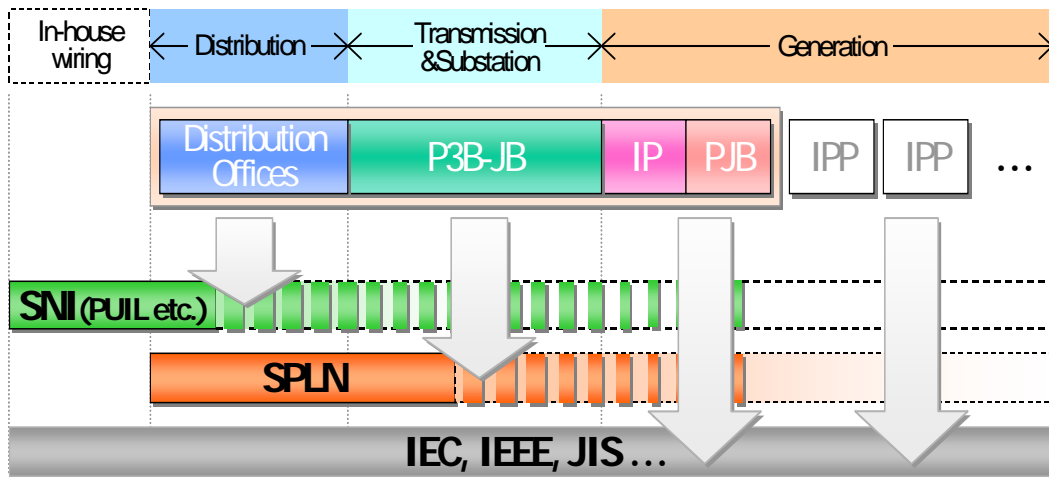 In-house
wiring
Distribution
Transmission
&Substation
Generation
Distribution
Offices
P3B-JB
IP
PJB
IPP
IPP
...
SNI (PUIL etc.)
SPLN
IEC, IEEE, JIS ...